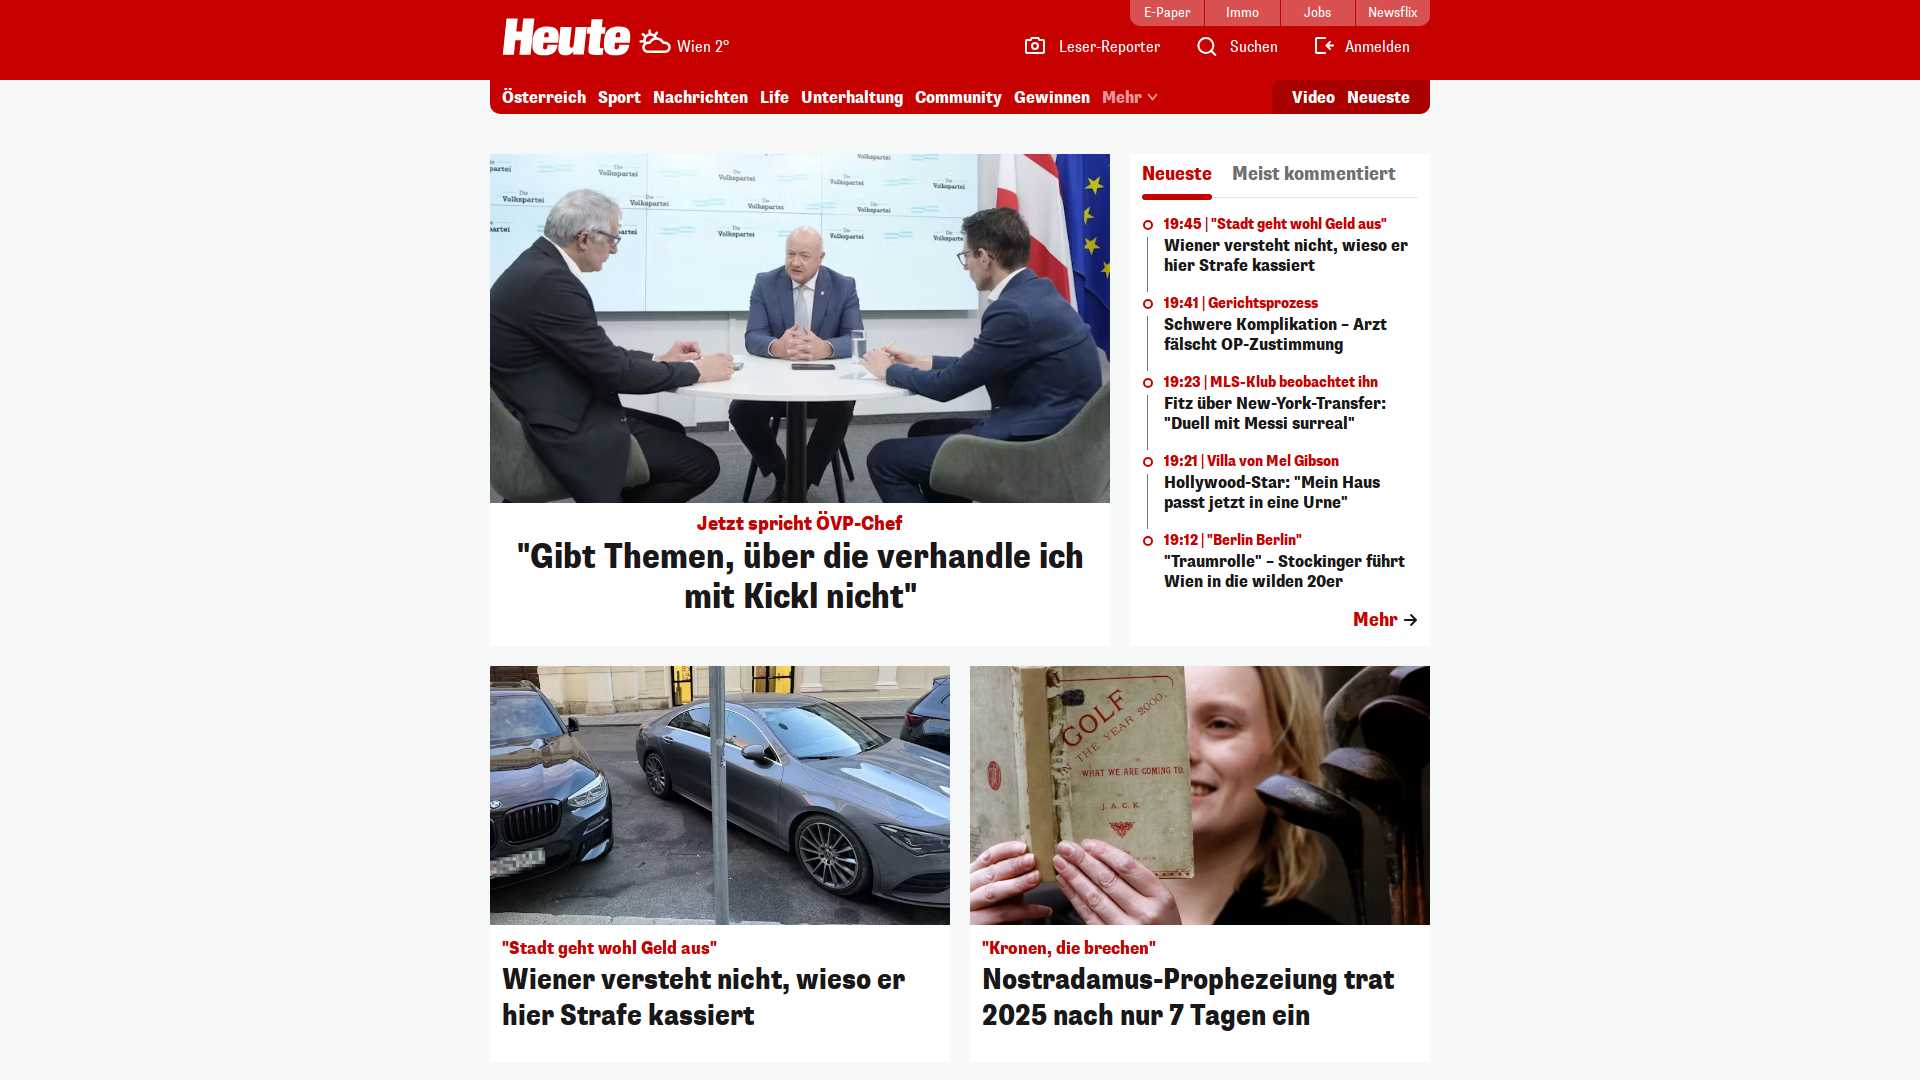 E-Paper
Immo
Jobs
Newsflix
Heute
Wien 2°
Leser-Reporter
Suchen
Anmelden
Österreich
Sport
Nachrichten
Life
Unterhaltung
Community
Gewinnen
Mehr
Video
Neueste
Die
Volkspartei
Jetzt spricht ÖVP-Chef
"Gibt Themen, über die verhandle ich
mit Kickl nicht"
Neueste
Meist kommentiert
19:45 | "Stadt geht wohl Geld aus"
Wiener versteht nicht, wieso er
hier Strafe kassiert
19:41 | Gerichtsprozess
Schwere Komplikation – Arzt
fälscht OP-Zustimmung
19:23 | MLS-Klub beobachtet ihn
Fitz über New-York-Transfer:
"Duell mit Messi surreal"
19:21 | Villa von Mel Gibson
Hollywood-Star: "Mein Haus
passt jetzt in eine Urne"
19:12 | "Berlin Berlin"
"Traumrolle" – Stockinger führt
Wien in die wilden 20er
Mehr
"Stadt geht wohl Geld aus"
Wiener versteht nicht, wieso er
hier Strafe kassiert
GOLF
IN THE YEAR 2000.
WHAT WE ARE COMING TO.
J. A. C. K.
"Kronen, die brechen"
Nostradamus-Prophezeiung trat
2025 nach nur 7 Tagen ein